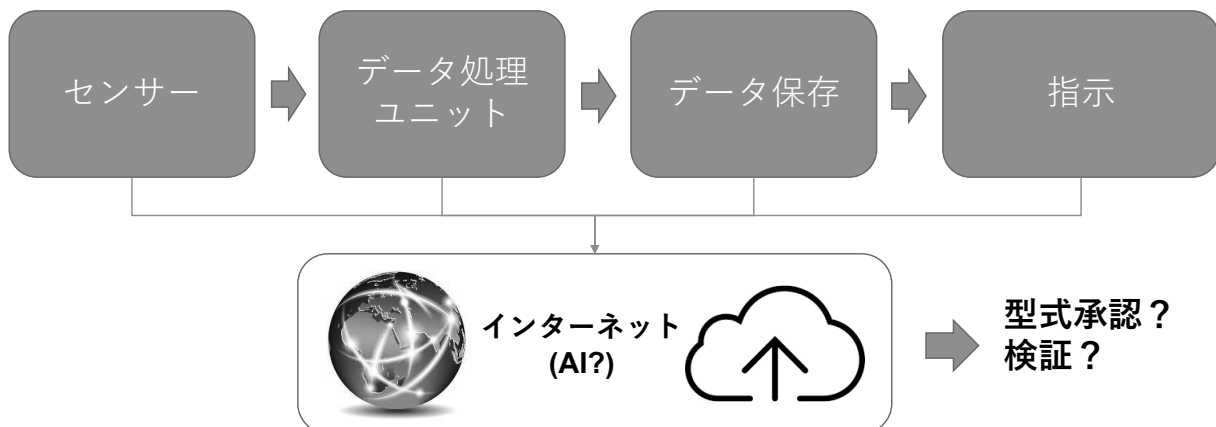 センサー
データ処理
ユニット
データ保存
指示
インターネット
(AI?)
型式承認？
検証？